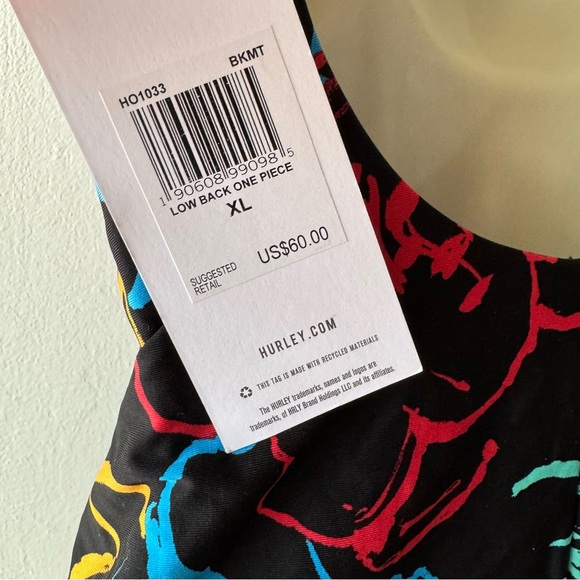 HO1033 BKMT
1 90608 99098 5
LOW BACK ONE PIECE
XL
SUGGESTED
RETAIL
US$60.00
HURLEY.COM
THIS TAG IS MADE WITH RECYCLED MATERIALS
The HURLEY trademarks, names and logos are
trademarks, of HRLY Brand Holdings LLC and its affiliates.